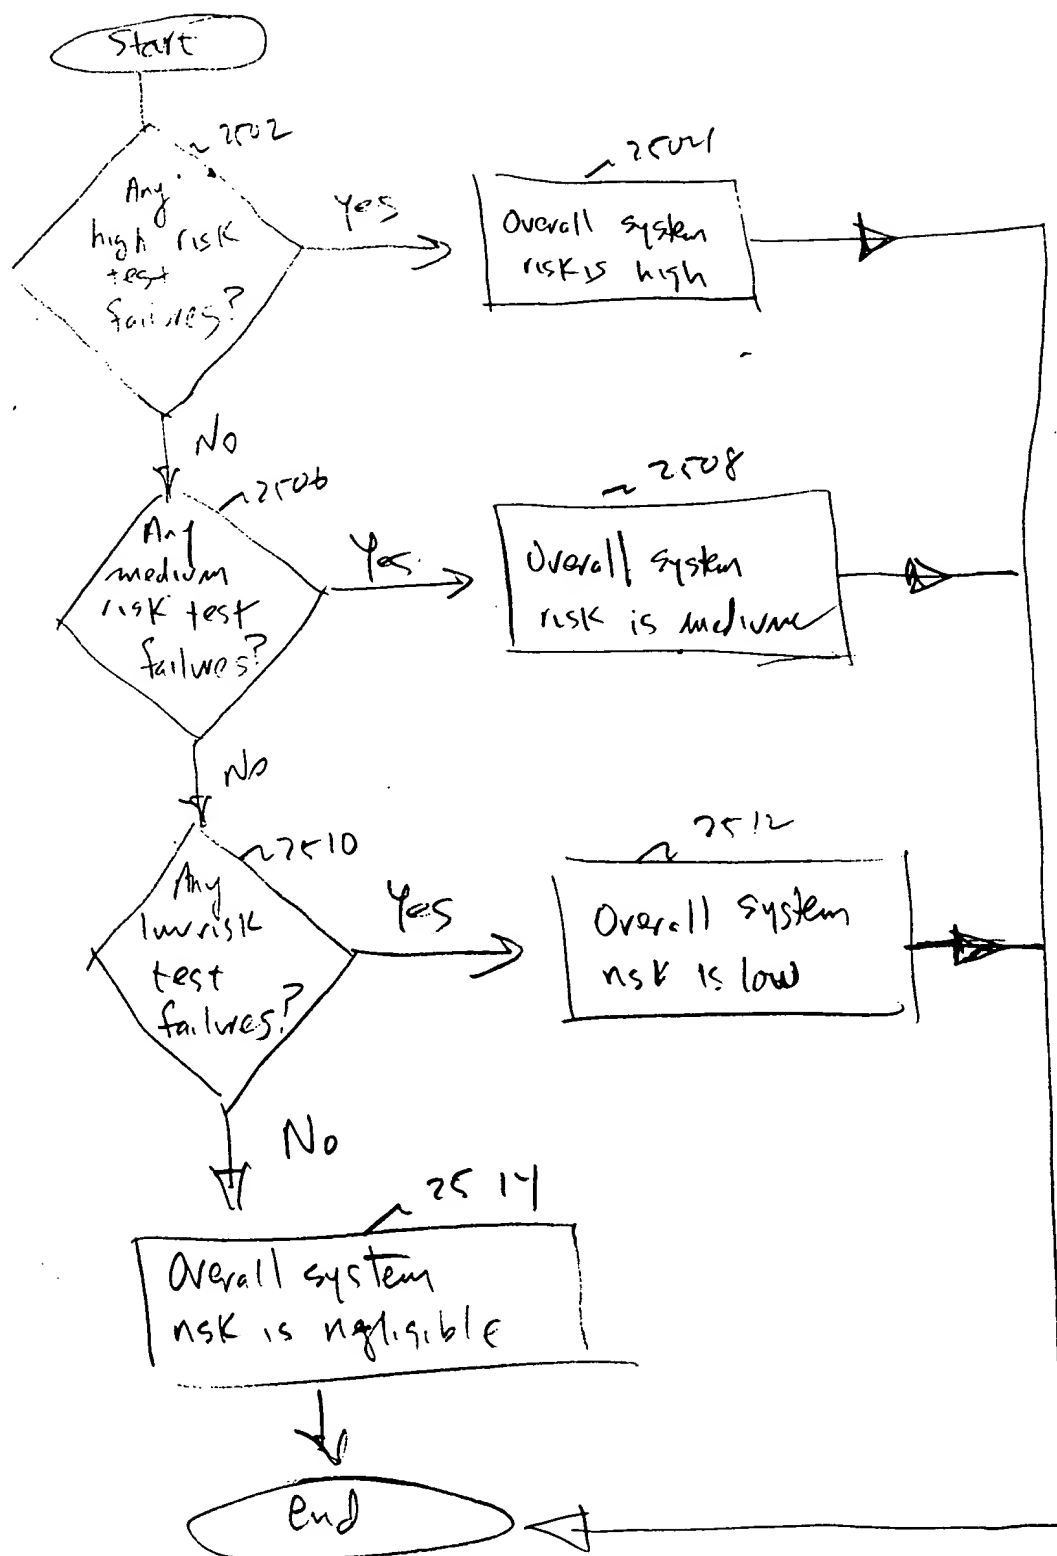 Start
2502
Any
high risk
test
failures?
Yes
2504
Overall system
risk is high
No
2506
Any
medium
risk test
failures?
Yes
2508
Overall system
risk is medium
No
2510
Any
low risk
test
failures?
Yes
2512
Overall system
risk is low
No
2514
Overall system
risk is negligible
end